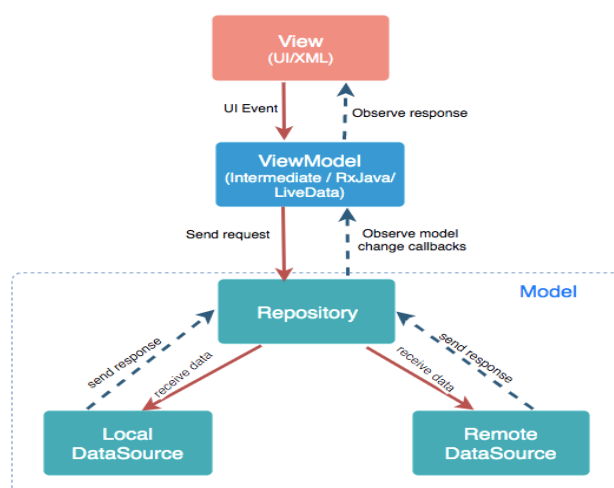 View
(UI/XML)
UI Event
Observe response
ViewModel
(Intermediate / RxJava/
LiveData)
Send request
Observe model
change callbacks
Model
Repository
send response
receive data
receive data
send response
Local
DataSource
Remote
DataSource